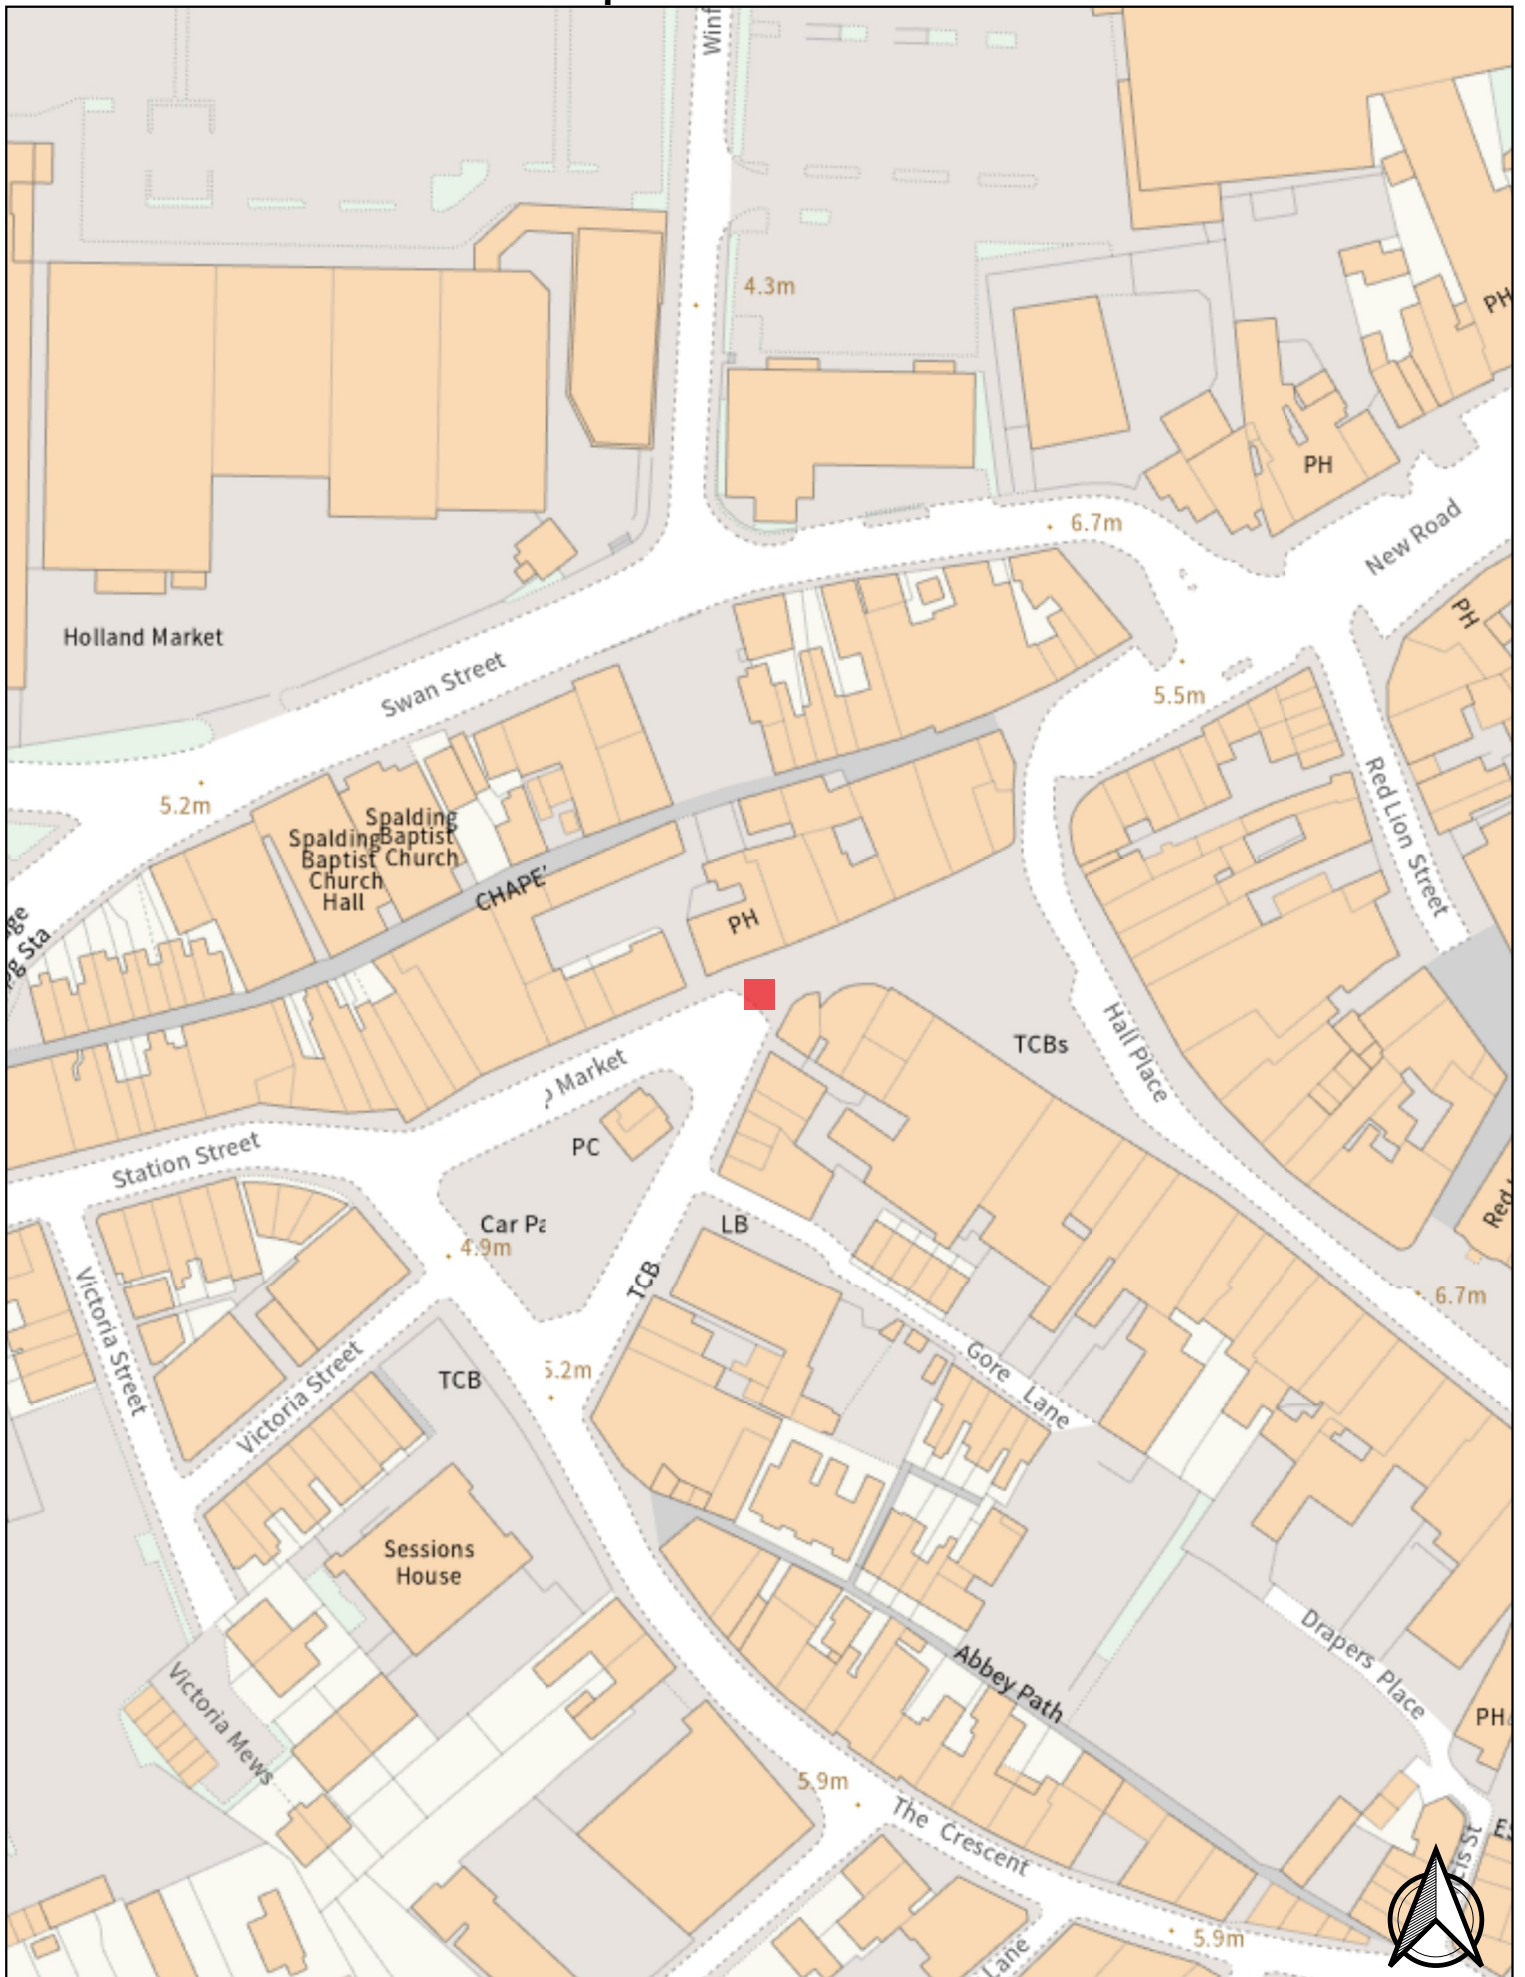 4.3m
PH
PH
6.7m
New Road
PH
Holland Market
Swan Street
5.5m
5.2m
Red Lion Street
Spalding
Baptist
Church
Spalding
Baptist
Church
Hall
CHAPE
PH
Sta
Hall Place
TCBs
Market
PC
Station Street
Car
LB
4.9m
TCB
6.7m
Victoria Street
Gore Lane
Victoria Street
TCB
5.2m
Sessions
House
Drapers Place
Abbey Path
Victoria Mews
PH
5.9m
The Crescent
St
5.9m
Lane